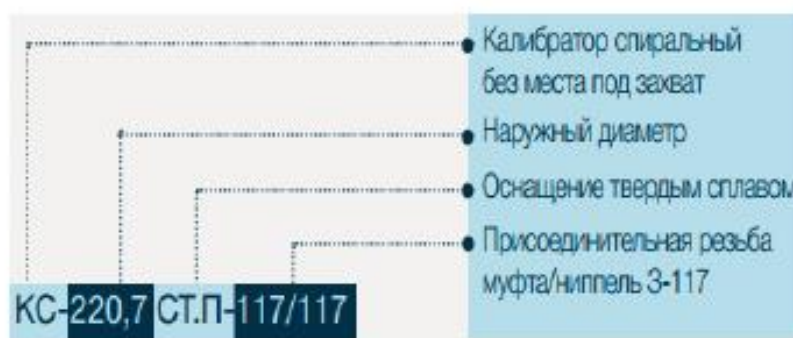 Калибратор спиральный
без места под захват
Наружный диаметр
Оснащение твердым сплавом
Присоединительная резьба
муфта/ниппель З-117
КС-220,7 СТ.П-117/117